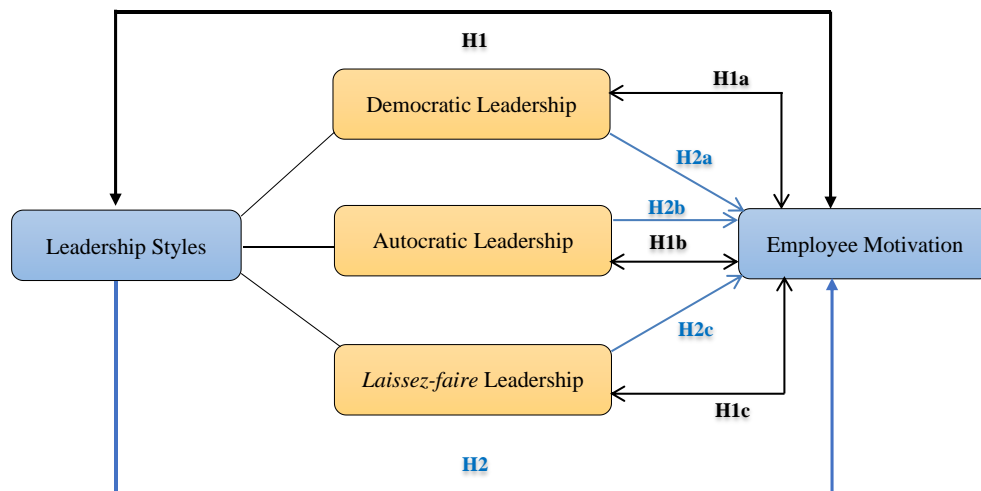 H1
H1a
Democratic Leadership
H2a
H2b
Leadership Styles
Autocratic Leadership
Employee Motivation
H1b
H2c
Laissez-faire Leadership
H1c
H2